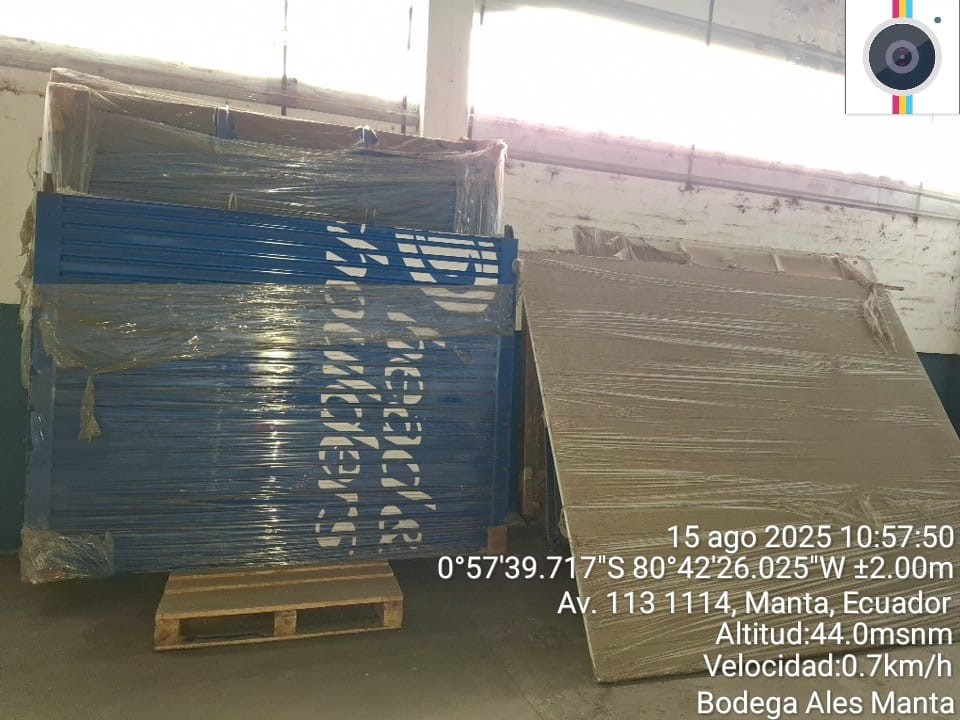 15 ago 2025 10:57:50
0°57'39.717"S 80°42'26.025"W ±2.00m
Av. 113 1114, Manta, Ecuador
Altitud:44.0msnm
Velocidad:0.7km/h
Bodega Ales Manta